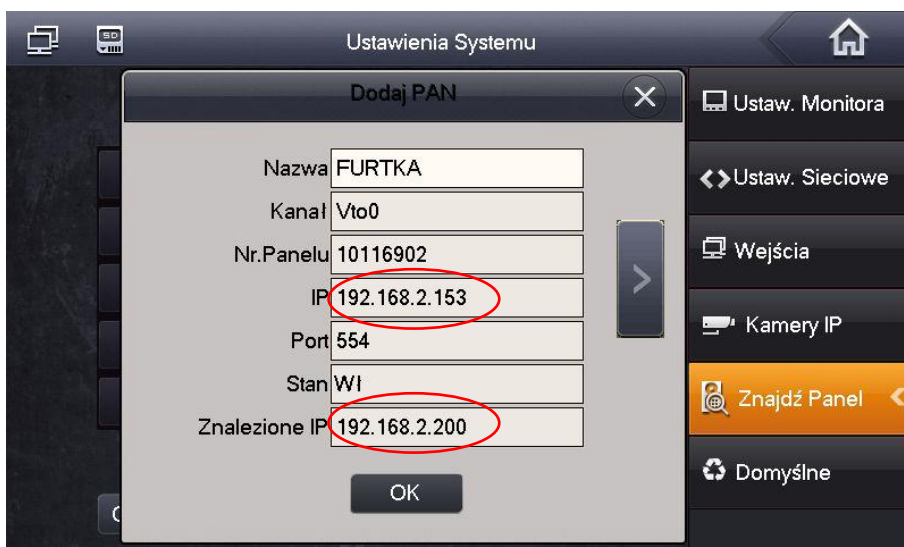 SD
Ustawienia Systemu
Dodaj PAN
Nazwa FURTKA
Kanał Vto0
Nr.Panelu 10116902
IP 192.168.2.153
Port 554
Stan Wł
Znalezione IP 192.168.2.200
OK
Ustaw. Monitora
Ustaw. Sieciowe
Wejścia
Kamery IP
Znajdź Panel
Domyślne